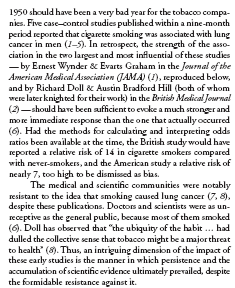 1950 should have been a very bad year for the tobacco compa-
nies. Five case–control studies published within a nine-month
period reported that cigarette smoking was associated with lung
cancer in men (1–5). In retrospect, the strength of the asso-
ciation in the two largest and most influential of these studies
— by Ernest Wynder & Evarts Graham in the Journal of the
American Medical Association (JAMA) (1), reproduced below,
and by Richard Doll & Austin Bradford Hill (both of whom
were later knighted for their work) in the British Medical Journal
(2) — should have been sufficient to evoke a much stronger and
more immediate response than the one that actually occurred
(6). Had the methods for calculating and interpreting odds
ratios been available at the time, the British study would have
reported a relative risk of 14 in cigarette smokers compared
with never-smokers, and the American study a relative risk of
nearly 7, too high to be dismissed as bias.
The medical and scientific communities were notably
resistant to the idea that smoking caused lung cancer (7, 8),
despite these publications. Doctors and scientists were as un-
receptive as the general public, because most of them smoked
(6). Doll has observed that “the ubiquity of the habit ... had
dulled the collective sense that tobacco might be a major threat
to health” (8). Thus, an intriguing dimension of the impact of
these early studies is the manner in which persistence and the
accumulation of scientific evidence ultimately prevailed, despite
the formidable resistance against it.